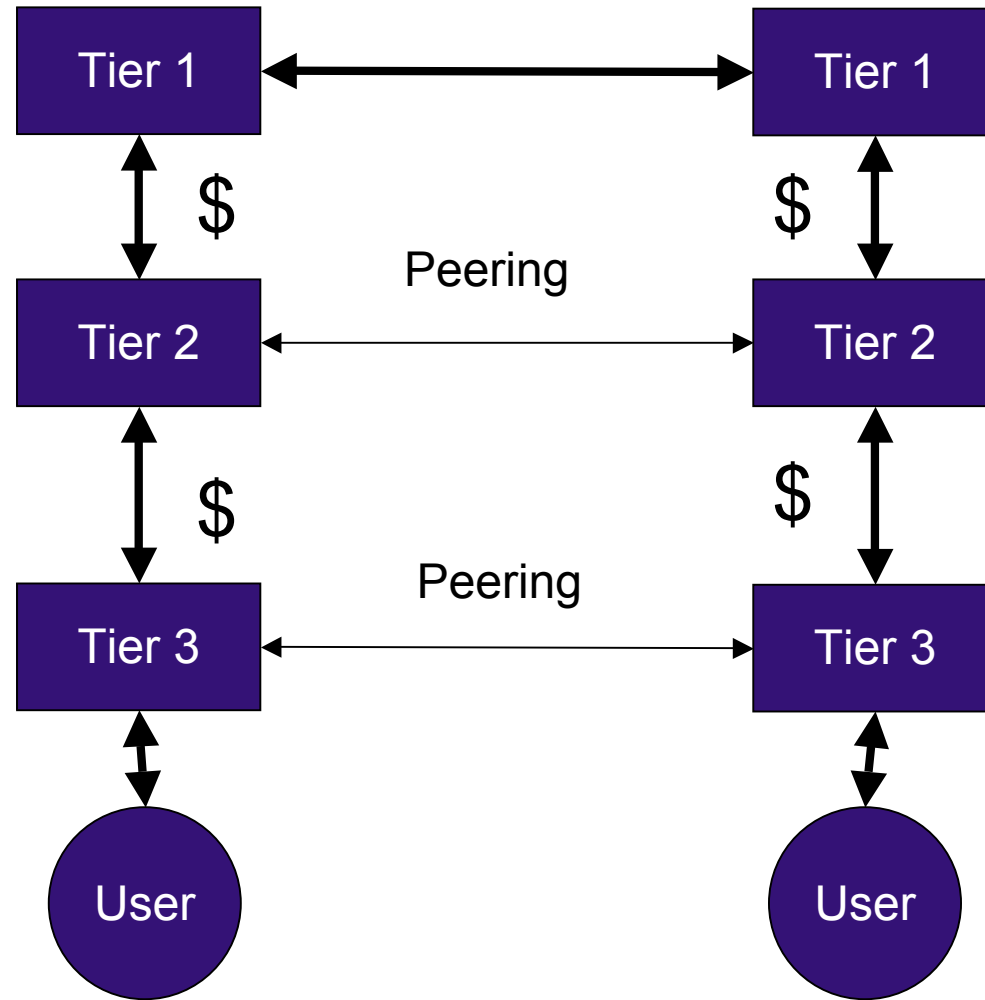 Tier 1
Tier 1
$
$
Peering
Tier 2
Tier 2
$
$
Peering
Tier 3
Tier 3
User
User